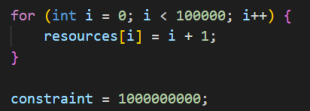 for (int i = 0; i < 100000; i++) {
    resources[i] = i + 1;
}
constraint = 1000000000;